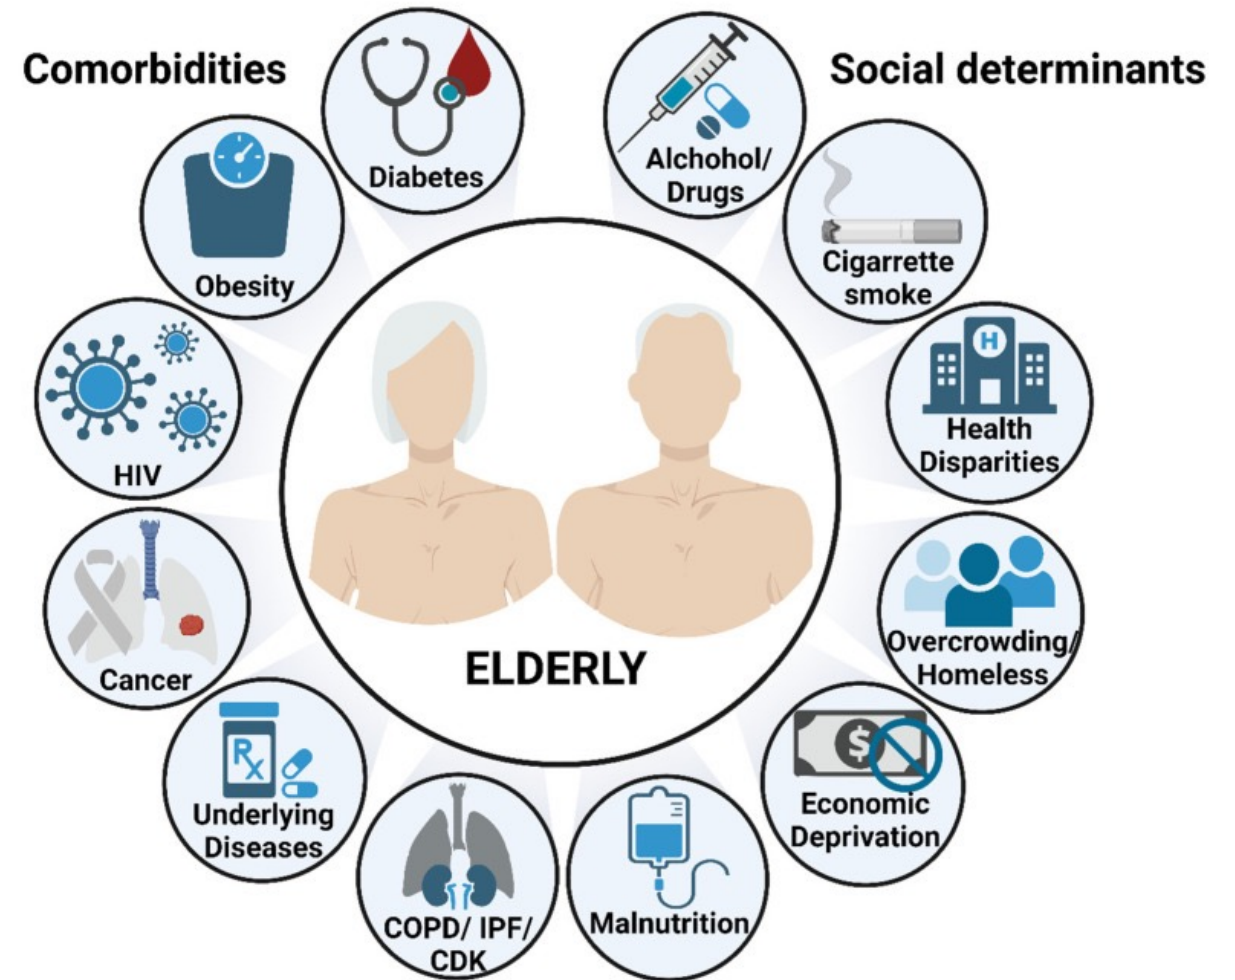 Comorbidities
Social determinants
Diabetes
Alchohol/
Drugs
Obesity
Cigarrette
smoke
HIV
H
Health
Disparities
Cancer
Overcrowding/
Homeless
ELDERLY
Rx
Underlying
Diseases
$
Economic
Deprivation
COPD/ IPF/
CDK
Malnutrition